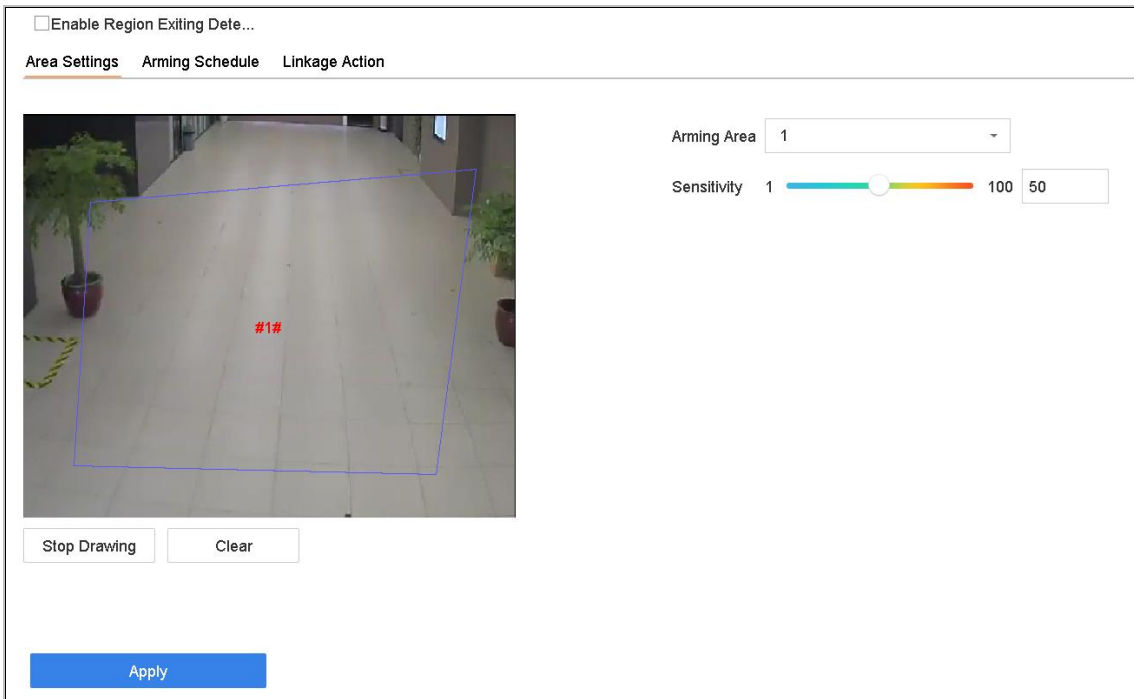 Enable Region Exiting Dete...
Area Settings Arming Schedule Linkage Action
Arming Area 1
Sensitivity 1 100 50
#1#
Stop Drawing Clear
Apply